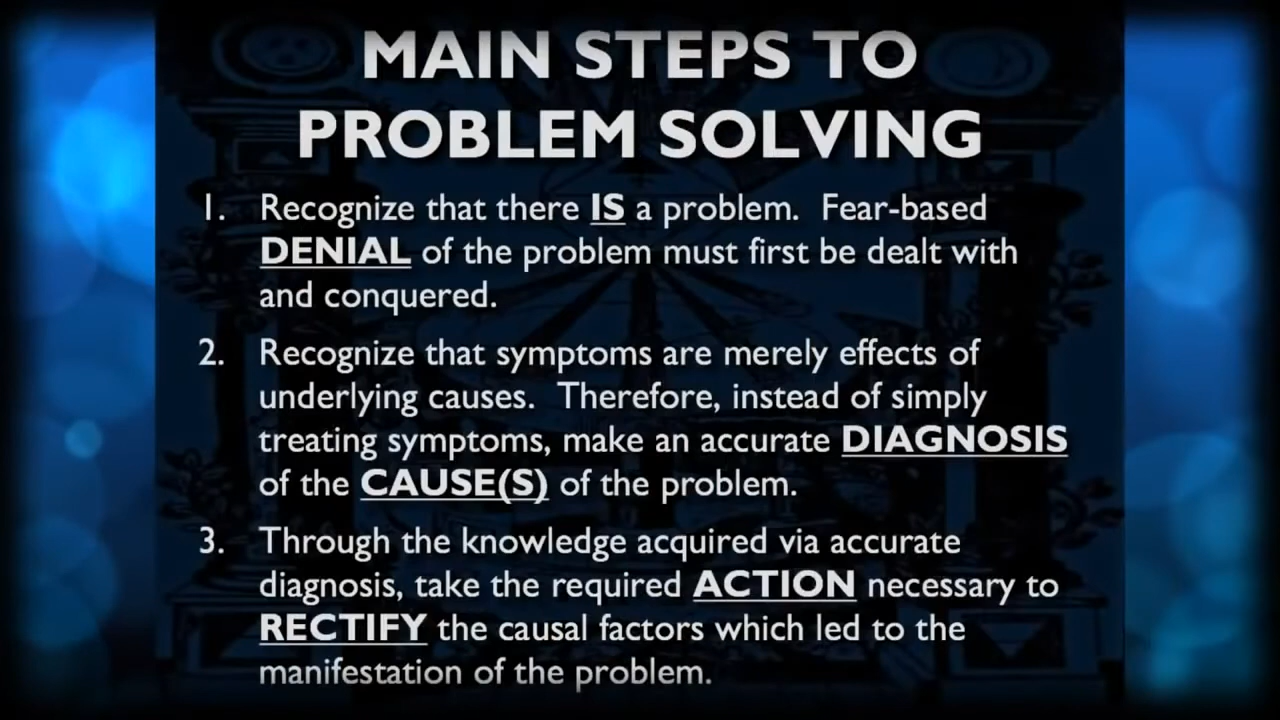 MAIN STEPS TO
PROBLEM SOLVING
1. Recognize that there IS a problem. Fear-based
DENIAL of the problem must first be dealt with
and conquered.
2. Recognize that symptoms are merely effects of
underlying causes. Therefore, instead of simply
treating symptoms, make an accurate DIAGNOSIS
of the CAUSE(S) of the problem.
3. Through the knowledge acquired via accurate
diagnosis, take the required ACTION necessary to
RECTIFY the causal factors which led to the
manifestation of the problem.